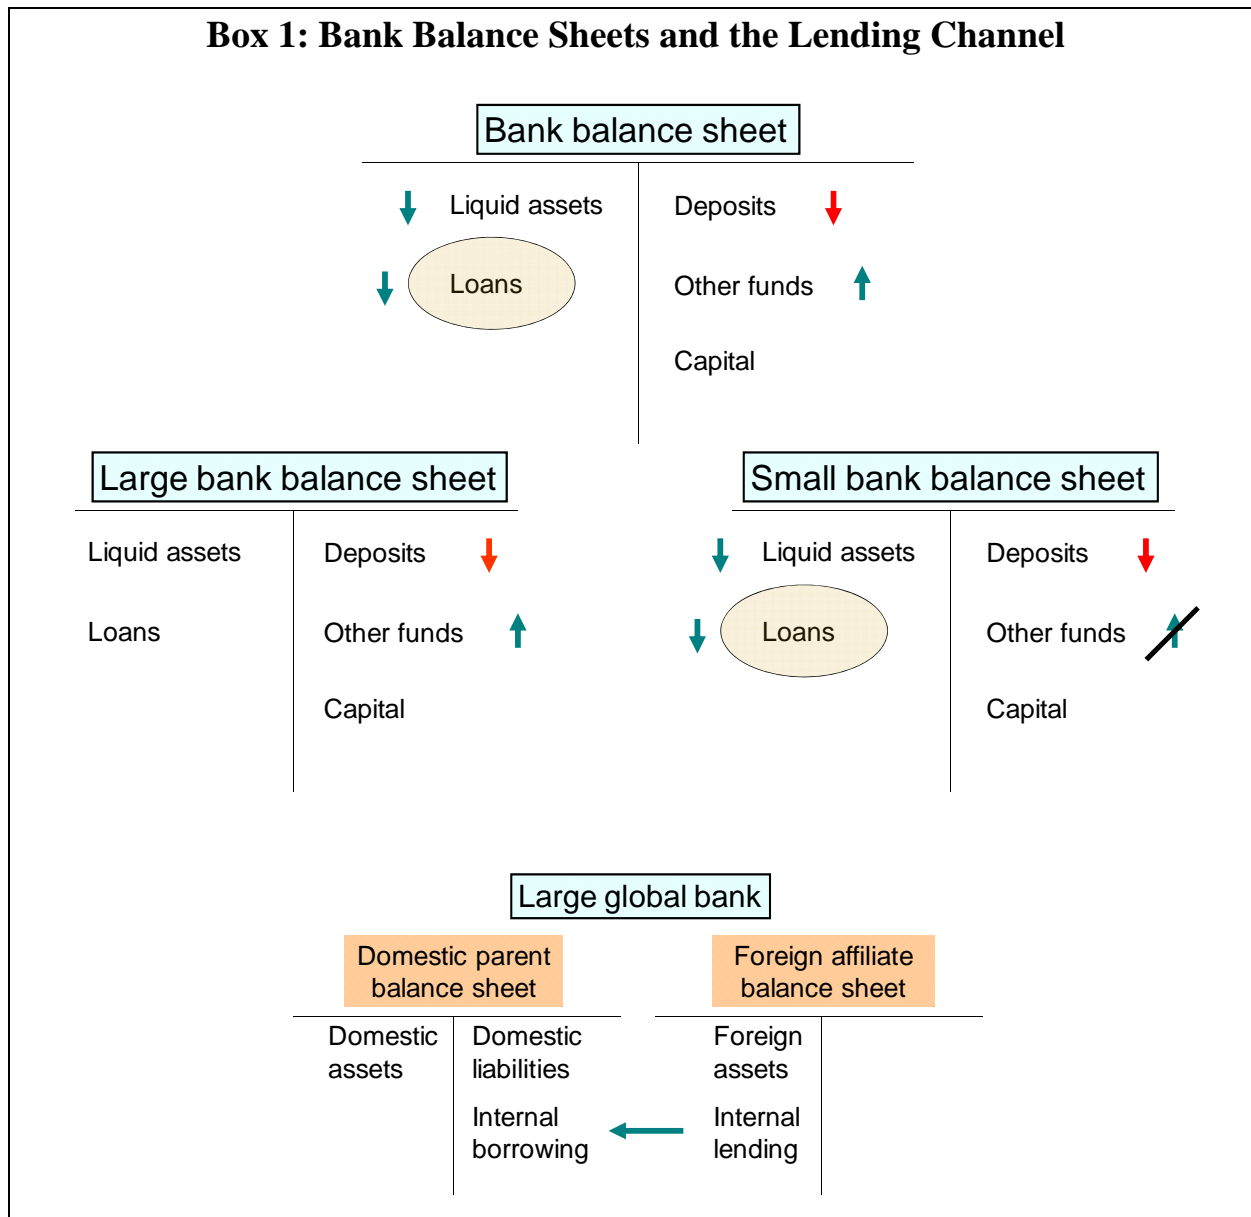 Box 1: Bank Balance Sheets and the Lending Channel
Bank balance sheet
Liquid assets
Deposits
Loans
Other funds
Capital
Large bank balance sheet
Liquid assets
Deposits
Loans
Other funds
Capital
Small bank balance sheet
Liquid assets
Deposits
Loans
Other funds
Capital
Large global bank
Domestic parent
balance sheet
Domestic
assets
Domestic
liabilities
Internal
borrowing
Foreign affiliate
balance sheet
Foreign
assets
Internal
lending